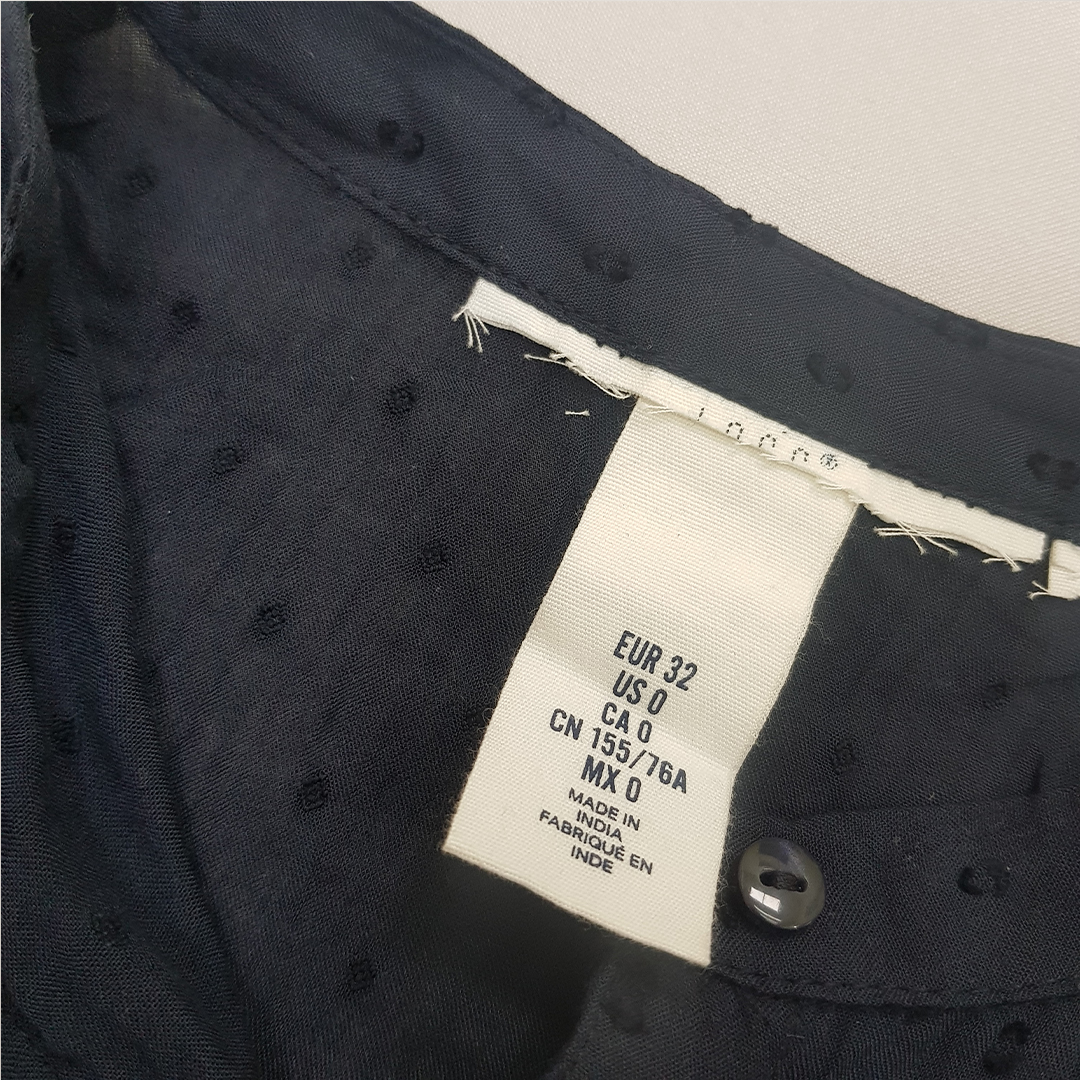 EUR 32
US 0
CA 0
CN 155/76A
MX 0
MADE IN
INDIA
FABRIQUÉ EN
INDE